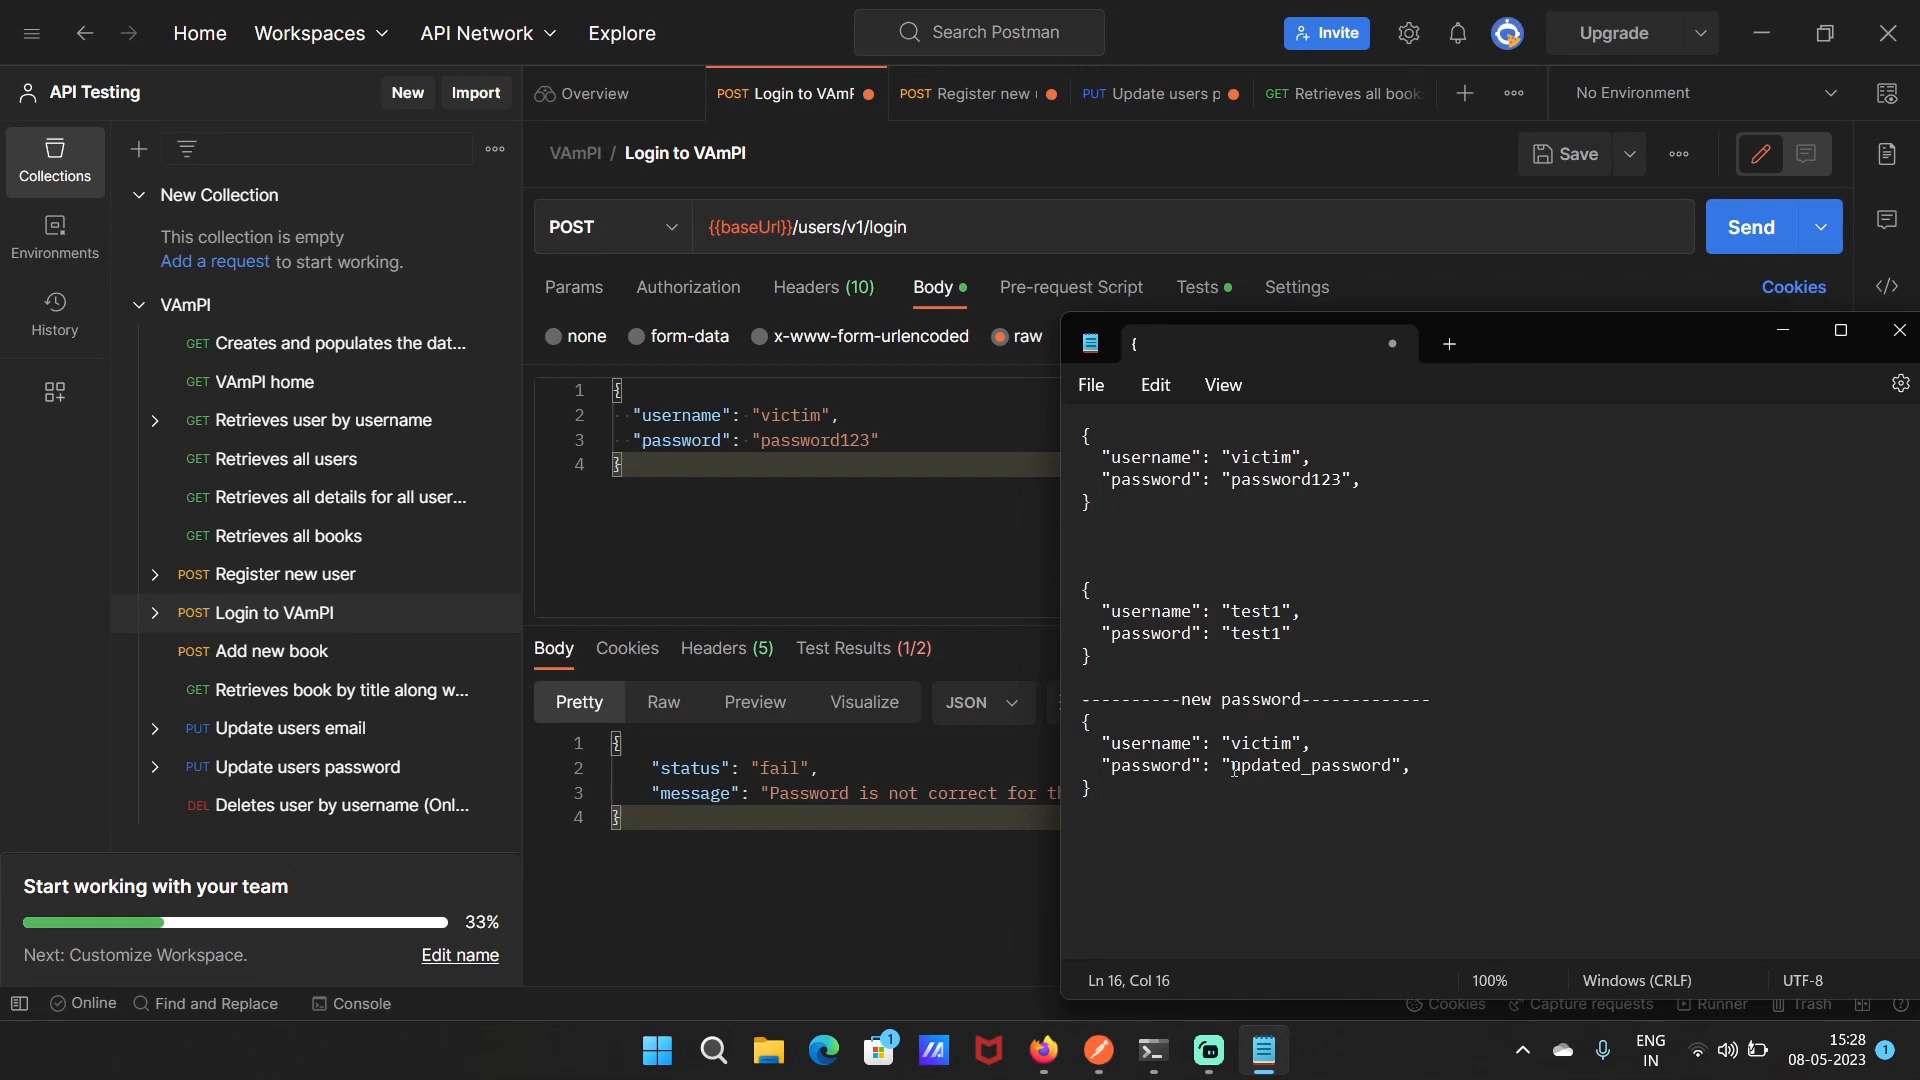 Home
Workspaces
API Network
Explore
Search Postman
Invite
Upgrade
API Testing
New
Import
Overview
POST Login to VAmF
POST Register new
PUT Update users p
GET Retrieves all book
No Environment
Collections
Environments
History
New Collection
This collection is empty
Add a request to start working.
VAmPI
GET Creates and populates the dat...
GET VAmPI home
GET Retrieves user by username
GET Retrieves all users
GET Retrieves all details for all user...
GET Retrieves all books
POST Register new user
POST Login to VAmPI
POST Add new book
GET Retrieves book by title along w...
PUT Update users email
PUT Update users password
DEL Deletes user by username (Onl...
Start working with your team
33%
Next: Customize Workspace.
Edit name
VAmPI / Login to VAmPI
Save
POST
{{baseUrl}}/users/v1/login
Send
Params
Authorization
Headers (10)
Body
Pre-request Script
Tests
Settings
Cookies
none
form-data
x-www-form-urlencoded
raw
1 {
2 "username": "victim",
3 "password": "password123"
4 }
Body
Cookies
Headers (5)
Test Results (1/2)
Pretty
Raw
Preview
Visualize
JSON
1 {
2 "status": "fail",
3 "message": "Password is not correct for
4 }
{
File
Edit
View
{
"username": "victim",
"password": "password123",
}
{
"username": "test1",
"password": "test1"
}
----------new password-------------
{
"username": "victim",
"password": "updated_password",
}
Ln 16, Col 16
100%
Windows (CRLF)
UTF-8
Online
Find and Replace
Console
Cookies
Capture requests
Runner
Trash
1
ENG
IN
15:28
08-05-2023
1